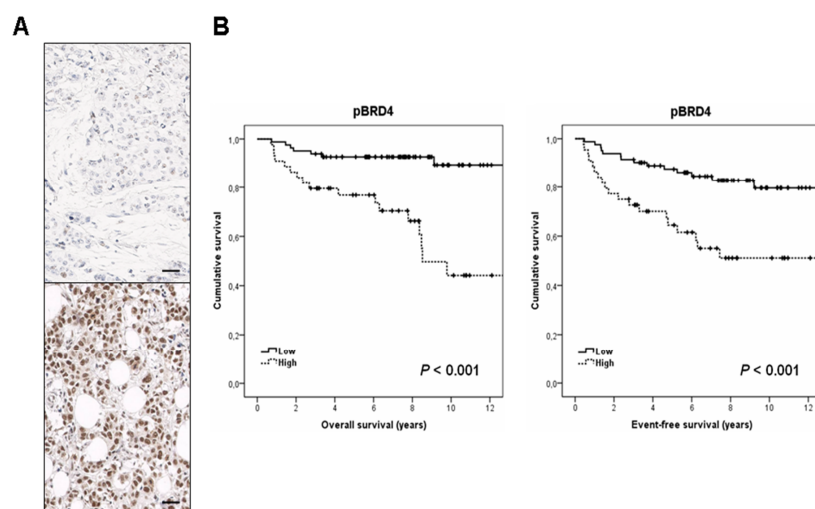 A
B
pBRD4
Cumulative survival
1,0
0,8
0,6
0,4
0,2
0,0
Low
High
P < 0.001
0 2 4 6 8 10 12
Overall survival (years)
pBRD4
Cumulative survival
1,0
0,8
0,6
0,4
0,2
0,0
Low
High
P < 0.001
0 2 4 6 8 10 12
Event-free survival (years)